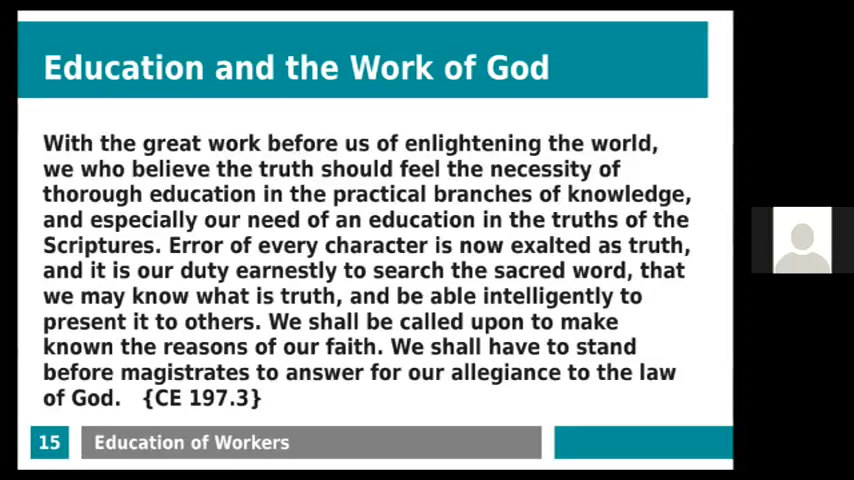 Education and the Work of God
With the great work before us of enlightening the world,
we who believe the truth should feel the necessity of
thorough education in the practical branches of knowledge,
and especially our need of an education in the truths of the
Scriptures. Error of every character is now exalted as truth,
and it is our duty earnestly to search the sacred word, that
we may know what is truth, and be able intelligently to
present it to others. We shall be called upon to make
known the reasons of our faith. We shall have to stand
before magistrates to answer for our allegiance to the law
of God. {CE 197.3}
15 Education of Workers